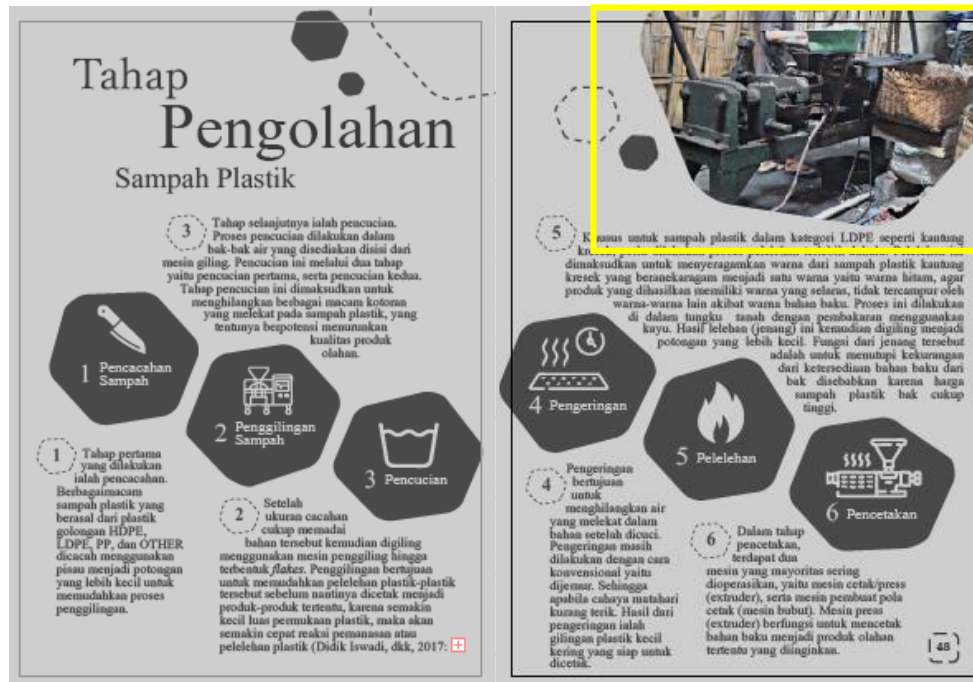 Tahap
Pengolahan
Sampah Plastik
3
Tahap selanjutnya ialah pencucian.
Proses pencucian dilakukan dalam
bak-bak air yang disediakan disisi dari
mesin giling. Pencucian ini melalui dua tahap
yaitu pencucian pertama, serta pencucian kedua.
Tahap pencucian ini dimaksudkan untuk
menghilangkan berbagai macam kotoran
yang melekat pada sampah plastik, yang
tentunya berpotensi menurunkan
kualitas produk
olahan.
1 Pencacahan
Sampah
2 Penggilingan
Sampah
3 Pencucian
1
Tahap pertama
yang dilakukan
ialah pencacahan.
Berbagaimacam
sampah plastik yang
berasal dari plastik
golongan HDPE,
LDPE, PP, dan OTHER
dicacah menggunakan
pisau menjadi potongan
yang lebih kecil untuk
memudahkan proses
penggilingan.
2
Setelah
ukuran cacahan
cukup memadai
bahan tersebut kemudian digiling
menggunakan mesin penggiling hingga
terbentuk flakes. Penggilingan bertujuan
untuk memudahkan pelelehan plastik-plastik
tersebut sebelum nantinya dicetak menjadi
produk-produk tertentu, karena semakin
kecil luas permukaan plastik, maka akan
semakin cepat reaksi pemanasan atau
pelelehan plastik (Didik Iswadi, dkk, 2017:
5
Khusus untuk sampah plastik dalam kategori LDPE seperti kantung
dimaksudkan untuk menyeragamkan warna dari sampah plastik kantung
kresek yang beranekaragam menjadi satu warna yaitu warna hitam, agar
produk yang dihasilkan memiliki warna yang selaras, tidak tercampur oleh
warna-warna lain akibat warna bahan baku. Proses ini dilakukan
di dalam tungku tanah dengan pembakaran menggunakan
kayu. Hasil lelehan (jenang) ini kemudian digiling menjadi
potongan yang lebih kecil. Fungsi dari jenang tersebut
adalah untuk menutupi kekurangan
dari ketersediaan bahan baku dari
bak disebabkan karena harga
sampah plastik bak cukup
tinggi.
4 Pengeringan
5 Pelelehan
6 Pencetakan
4
Pengeringan
bertujuan
untuk
menghilangkan air
yang melekat dalam
bahan setelah dicuci.
Pengeringan masih
dilakukan dengan cara
konvensional yaitu
dijemur. Sehingga
apabila cahaya matahari
kurang terik. Hasil dari
pengeringan ialah
gilingan plastik kecil
kering yang siap untuk
dicetak.
6
Dalam tahap
pencetakan,
terdapat dua
mesin yang mayoritas sering
dioperasikan, yaitu mesin cetak/press
(extruder), serta mesin pembuat pola
cetak (mesin bubut). Mesin press
(extruder) berfungsi untuk mencetak
bahan baku menjadi produk olahan
tertentu yang diinginkan.
48